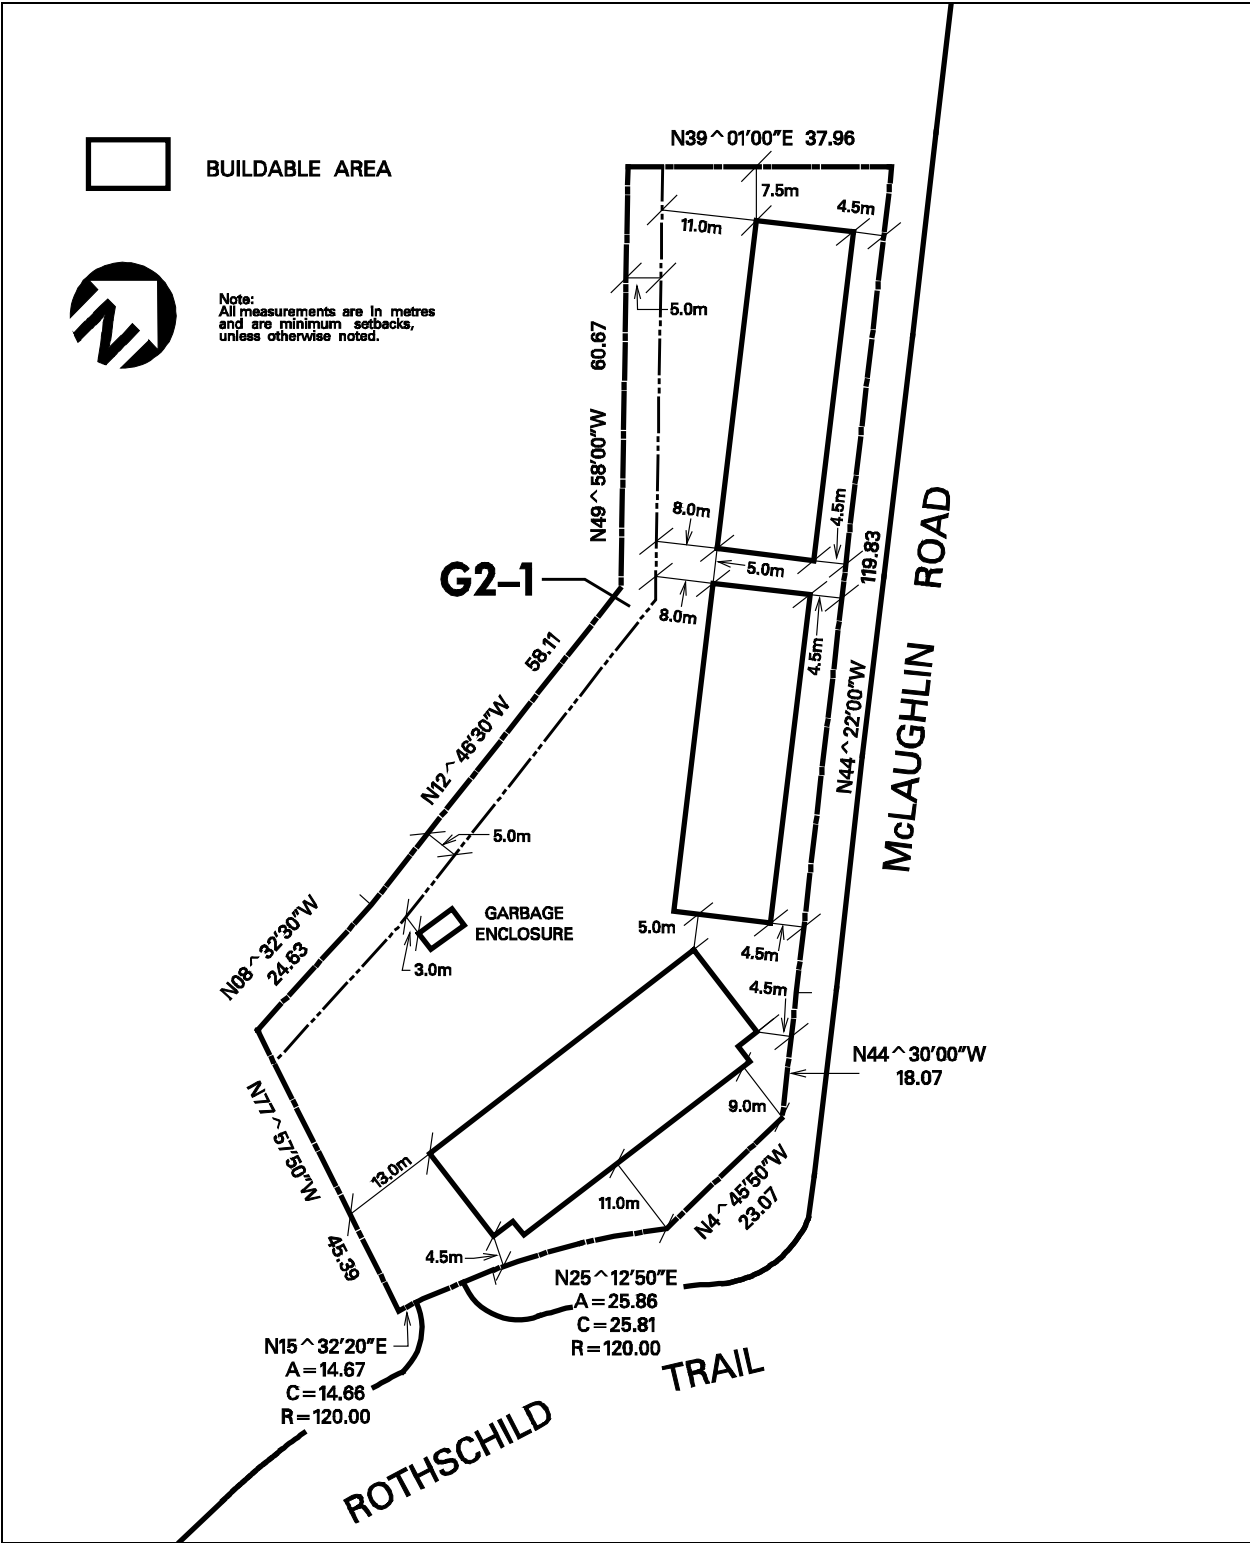 N39^01'00"E 37.96
BUILDABLE AREA
7.5m
4.5m
11.0m
N
Note:
All measurements are in metres
and are minimum setbacks,
unless otherwise noted.
5.0m
N49^58'00"W 60.67
8.0m
4.5m
5.0m
119.83
N44^22'00"W
McLAUGHLIN ROAD
G2-1
8.0m
4.5m
58.11
N12^46'30"W
5.0m
GARBAGE
ENCLOSURE
3.0m
5.0m
4.5m
4.5m
N08^32'30"W
24.63
N44^30'00"W
18.07
9.0m
N77^57'50"W
45.39
13.0m
11.0m
N4^45'50"W
23.07
4.5m
N25^12'50"E
A=25.86
C=25.81
R=120.00
N15^32'20"E
A=14.67
C=14.66
R=120.00
ROTHSCHILD TRAIL